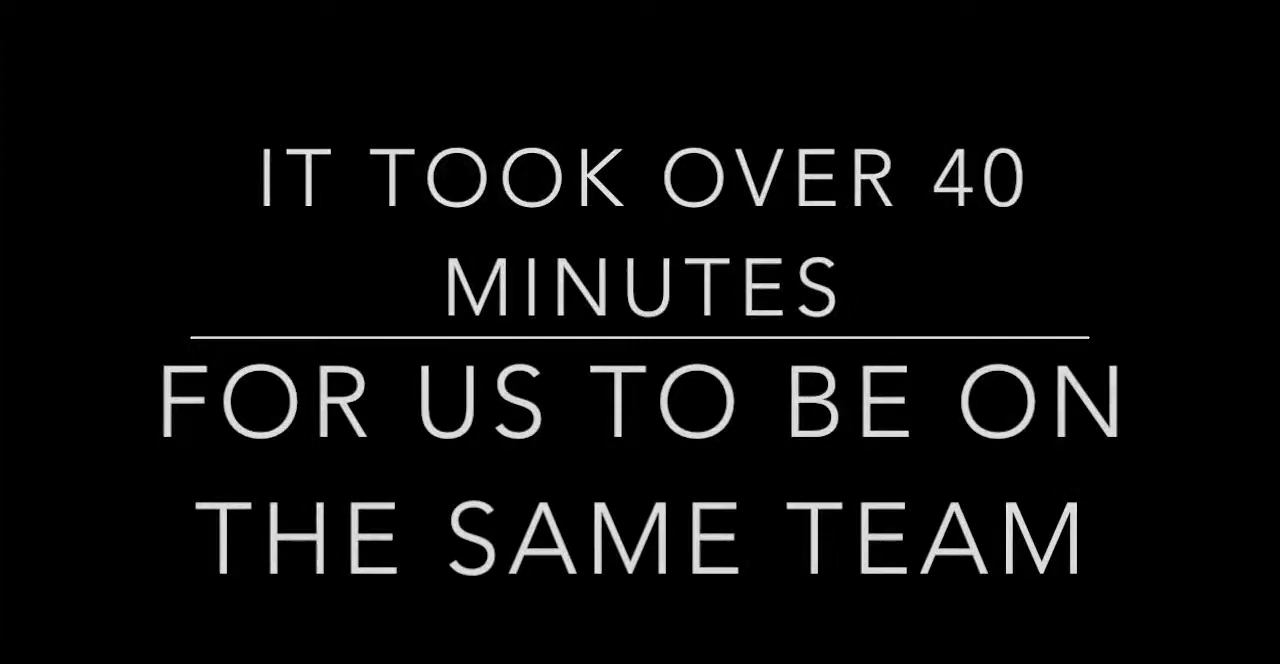 IT TOOK OVER 40
MINUTES
FOR US TO BE ON
THE SAME TEAM